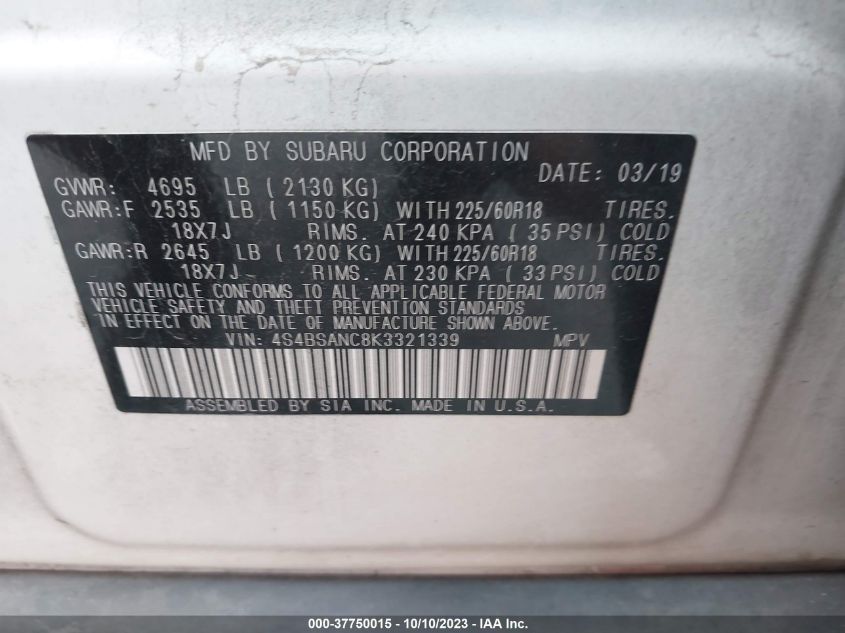 MFD BY SUBARU CORPORATION
DATE: 03/19
GVWR: 4695 LB ( 2130 KG)
GAWR:F 2535 LB ( 1150 KG) WITH 225/60R18 TIRES.
18X7J RIMS. AT 240 KPA ( 35 PSI) COLD
GAWR:R 2645 LB ( 1200 KG) WITH 225/60R18 TIRES.
18X7J RIMS. AT 230 KPA ( 33 PSI) COLD
THIS VEHICLE CONFORMS TO ALL APPLICABLE FEDERAL MOTOR
VEHICLE SAFETY AND THEFT PREVENTION STANDARDS
IN EFFECT ON THE DATE OF MANUFACTURE SHOWN ABOVE.
VIN: 4S4BSANC8K3321339 MPV
ASSEMBLED BY SIA INC. MADE IN U.S.A.
000-37750015 - 10/10/2023 - IAA Inc.